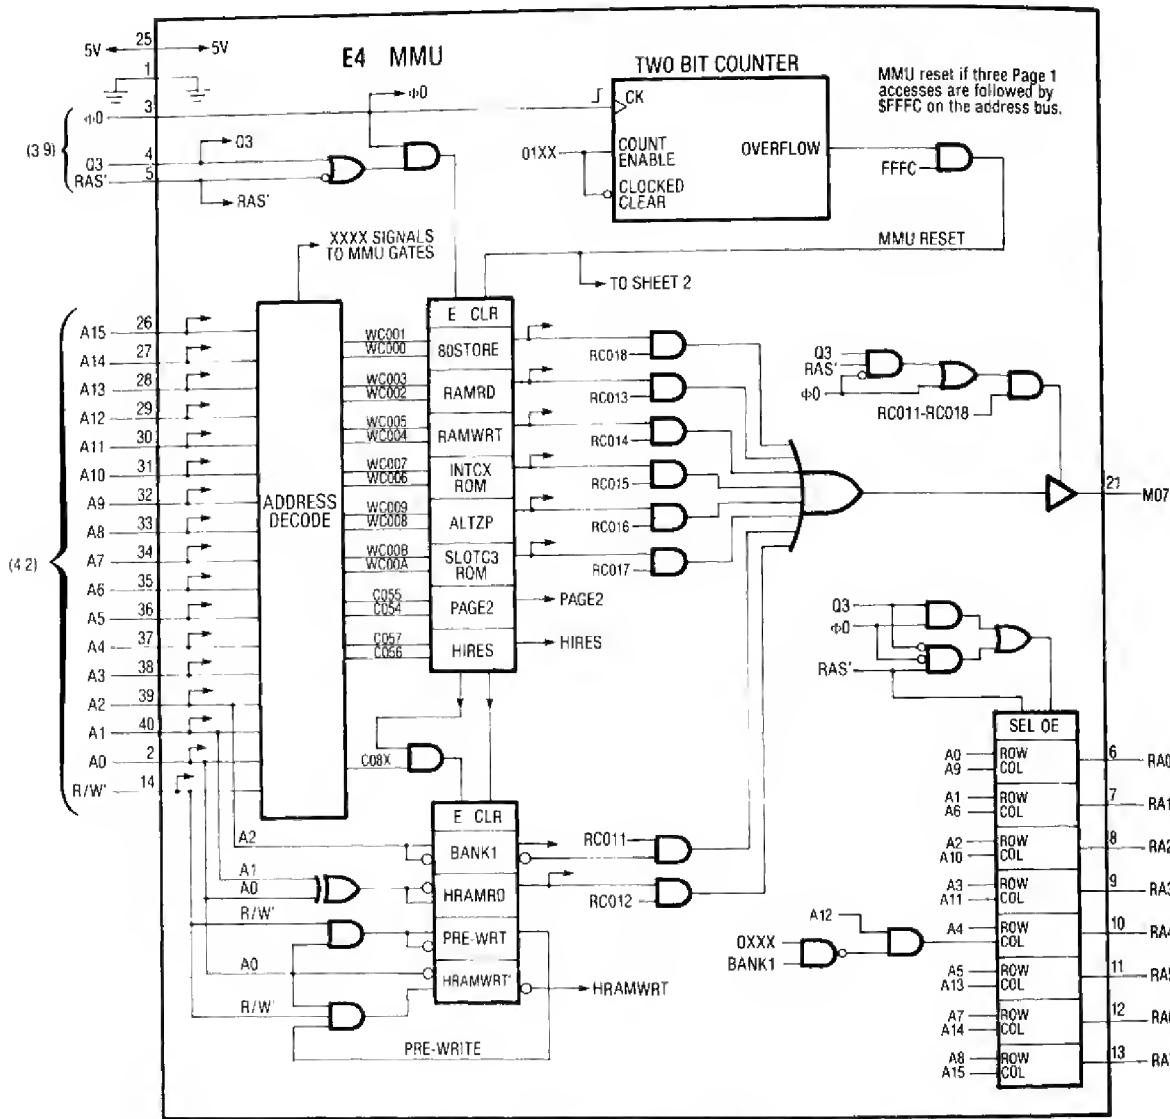 5V
25
5V
E4 MMU
TWO BIT COUNTER
MMU reset if three Page 1
accesses are followed by
$FFFC on the address bus.
1
Φ0
3
Φ0
CK
(3 9)
Q3
4
Q3
RAS'
5
RAS'
01XX
COUNT
ENABLE
OVERFLOW
CLOCKED
CLEAR
FFFC
XXXX SIGNALS
TO MMU GATES
MMU RESET
TO SHEET 2
(4 2)
A15
26
A14
27
A13
28
A12
29
A11
30
A10
31
A9
32
A8
33
A7
34
A6
35
A5
36
A4
37
A3
38
A2
39
A1
40
A0
2
R/W'
14
ADDRESS
DECODE
E CLR
WC001
WC000
80STORE
RC018
WC003
WC002
RAMRD
RC013
WC005
WC004
RAMWRT
RC014
WC007
WC006
INTCX
ROM
RC015
WC009
WC008
ALTZP
RC016
WC00B
WC00A
SLOTC3
ROM
RC017
C055
C054
PAGE2
PAGE2
C057
C056
HIRES
HIRES
Q3
RAS'
Φ0
RC011-RC018
21
M07
C08X
E CLR
A2
BANK1
RC011
A1
A0
HRAMRD
RC012
R/W'
PRE-WRT
A0
HRAMWRT'
HRAMWRT
R/W'
PRE-WRITE
Q3
Φ0
RAS'
SEL OE
A0
A9
ROW
COL
6
RA0
A1
A6
ROW
COL
7
RA1
A2
A10
ROW
COL
8
RA2
A3
A11
ROW
COL
9
RA3
A12
0XXX
BANK1
A4
ROW
COL
10
RA4
A5
A13
ROW
COL
11
RA5
A7
A14
ROW
COL
12
A8
A15
ROW
COL
13